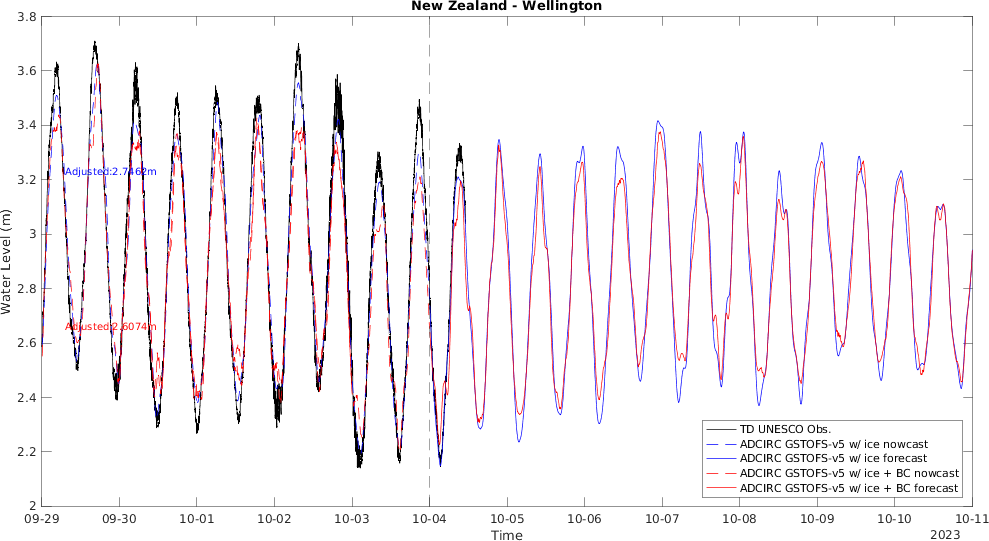 New Zealand - Wellington
Water Level (m)
3.8
3.6
3.4
3.2
3
2.8
2.6
2.4
2.2
2
Adjusted:2.7462m
Adjusted:2.6074m
TD UNESCO Obs.
ADCIRC GSTOFS-v5 w/ ice nowcast
ADCIRC GSTOFS-v5 w/ ice forecast
ADCIRC GSTOFS-v5 w/ ice + BC nowcast
ADCIRC GSTOFS-v5 w/ ice + BC forecast
09-29 09-30 10-01 10-02 10-03 10-04 10-05 10-06 10-07 10-08 10-09 10-10 10-11
Time
2023